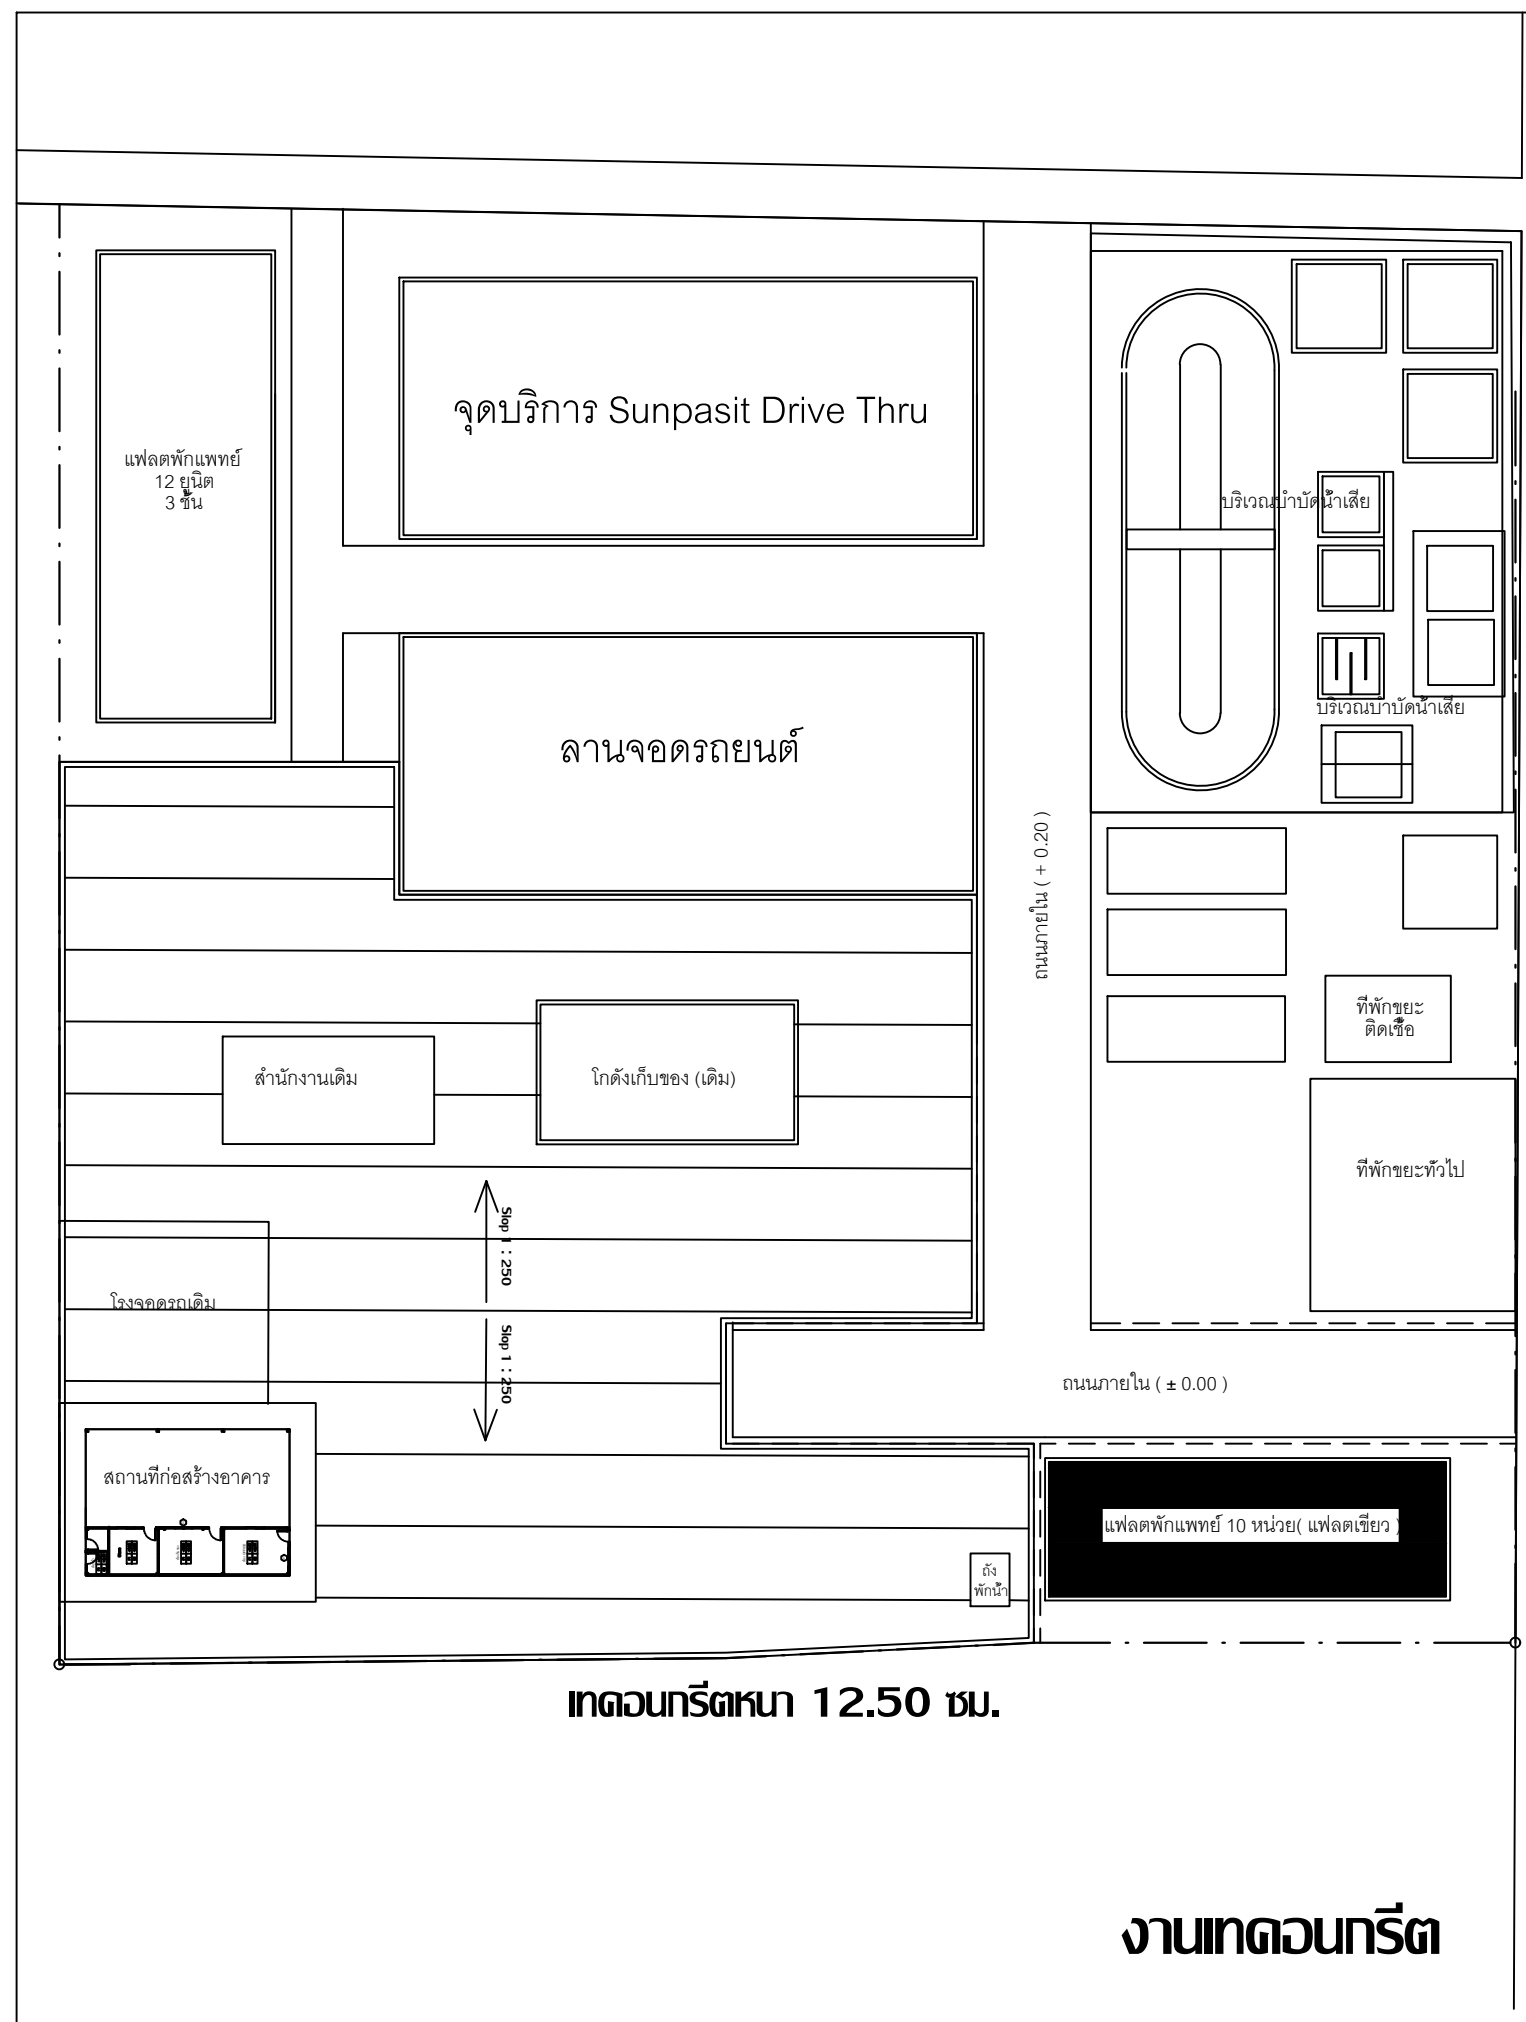 จุดบริการ Sunpasit Drive Thru
แฟลตพักแพทย์
12 ยูนิต
3 ชั้น
บริเวณบำบัดน้ำเสีย
บริเวณบำบัดน้ำเสีย
ลานจอดรถยนต์
ถนนภายใน ( + 0.20 )
ที่พักขยะ
ติดเชื้อ
สำนักงานเดิม
โกดังเก็บของ (เดิม)
ที่พักขยะทั่วไป
Slop 1 : 250
โรงจอดรถเดิม
Slop 1 : 250
ถนนภายใน ( ± 0.00 )
สถานที่ก่อสร้างอาคาร
แฟลตพักแพทย์ 10 หน่วย( แฟลตเขียว )
ถัง
พักน้ำ
เทคอนกรีตหนา 12.50 ซม.
งานเทคอนกรีต